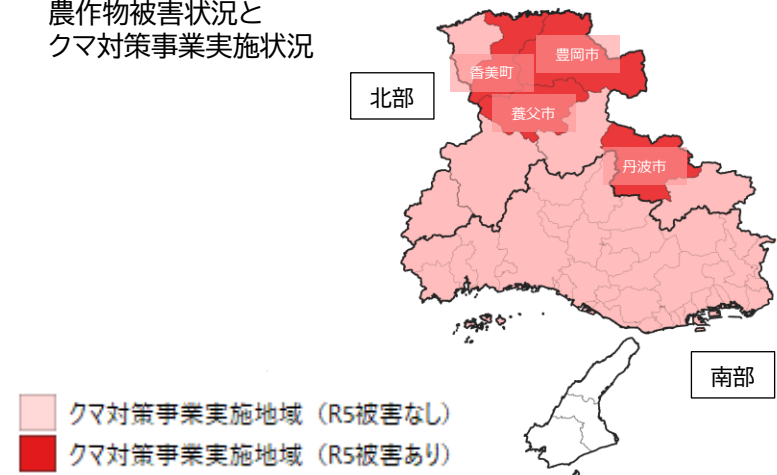 農作物被害状況と
クマ対策事業実施状況
豊岡市
香美町
北部
養父市
丹波市
南部
クマ対策事業実施地域（R5被害なし）
クマ対策事業実施地域（R5被害あり）